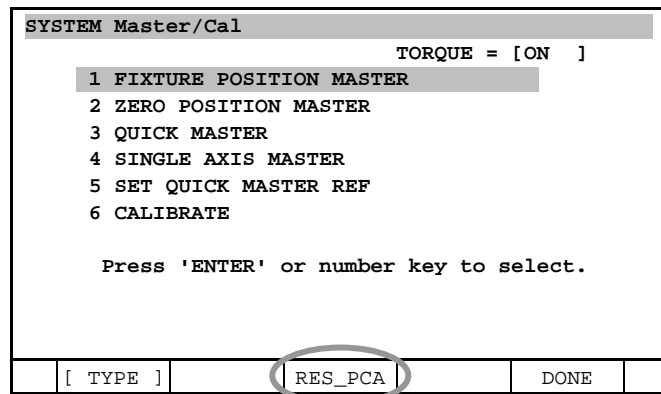 SYSTEM Master/Cal
TORQUE = [ON  ]
1 FIXTURE POSITION MASTER
2 ZERO POSITION MASTER
3 QUICK MASTER
4 SINGLE AXIS MASTER
5 SET QUICK MASTER REF
6 CALIBRATE
Press 'ENTER' or number key to select.
[ TYPE ] RES_PCA DONE